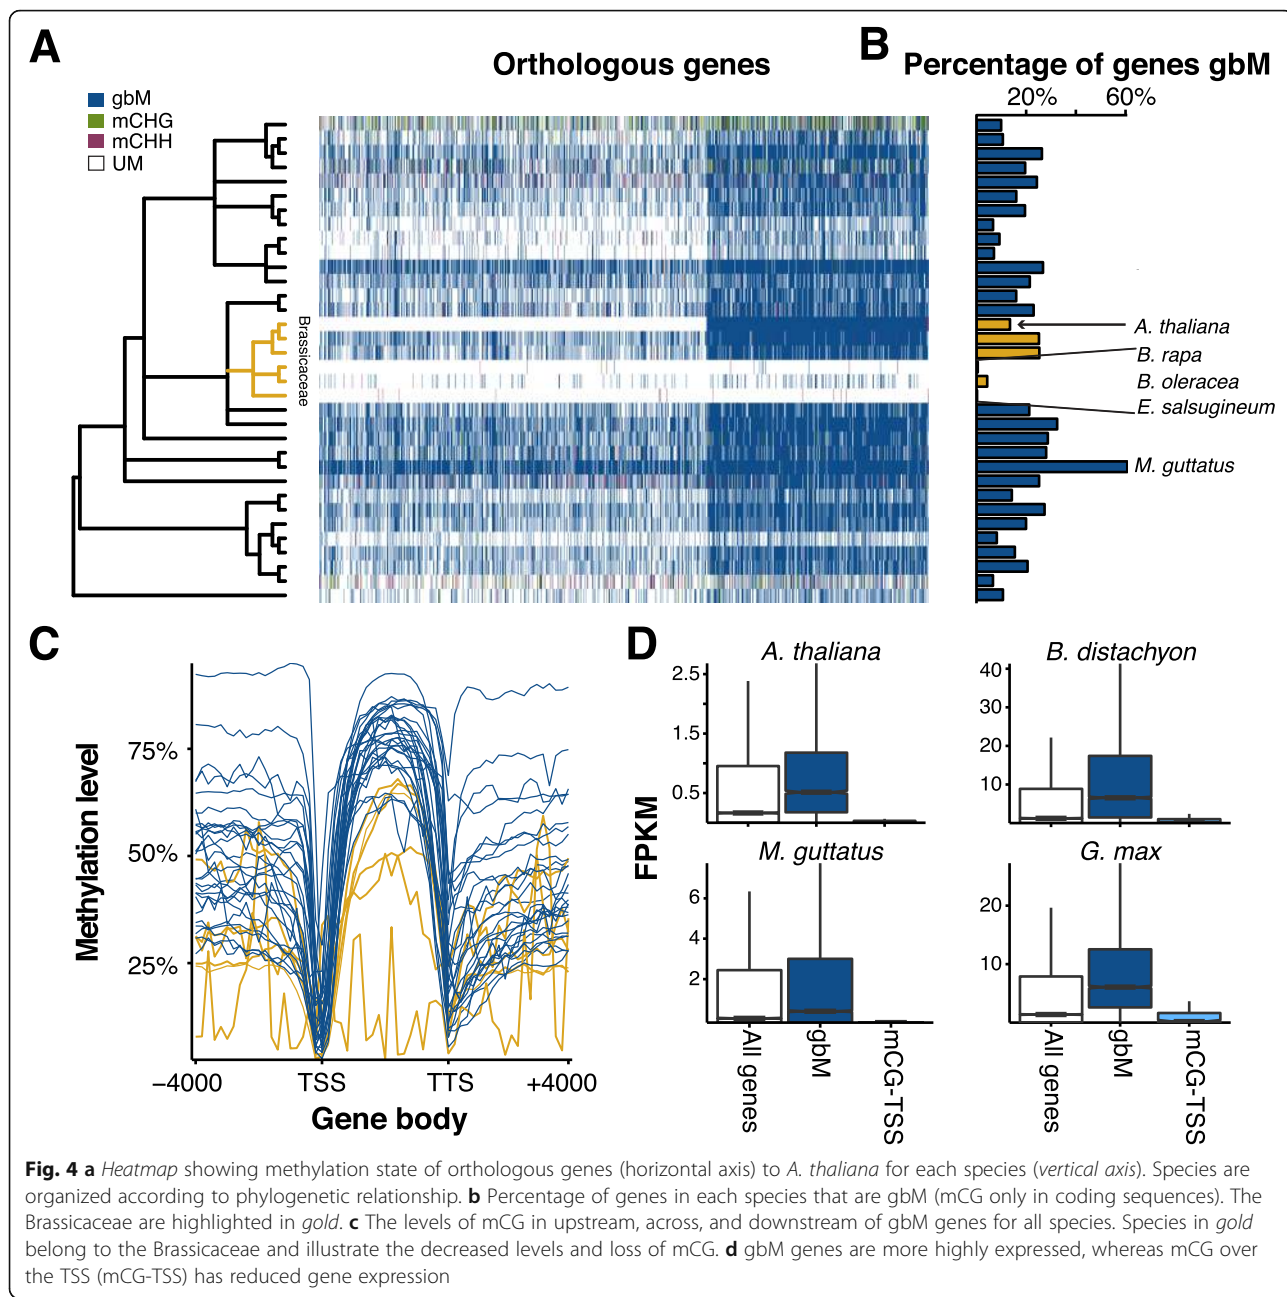 A
Orthologous genes
gbM
mCHG
mCHH
UM
Brassicaceae
B
Percentage of genes gbM
20% 60%
A. thaliana
B. rapa
B. oleracea
E. salsugineum
M. guttatus
C
Methylation level
75%
50%
25%
−4000 TSS TTS +4000
Gene body
D
FPKM
A. thaliana
2.5
1.5
0.5
B. distachyon
40
30
20
10
M. guttatus
6
4
2
All genes
gbM
mCG-TSS
G. max
20
10
All genes
gbM
mCG-TSS
Fig. 4 a Heatmap showing methylation state of orthologous genes (horizontal axis) to A. thaliana for each species (vertical axis). Species are
organized according to phylogenetic relationship. b Percentage of genes in each species that are gbM (mCG only in coding sequences). The
Brassicaceae are highlighted in gold. c The levels of mCG in upstream, across, and downstream of gbM genes for all species. Species in gold
belong to the Brassicaceae and illustrate the decreased levels and loss of mCG. d gbM genes are more highly expressed, whereas mCG over
the TSS (mCG-TSS) has reduced gene expression